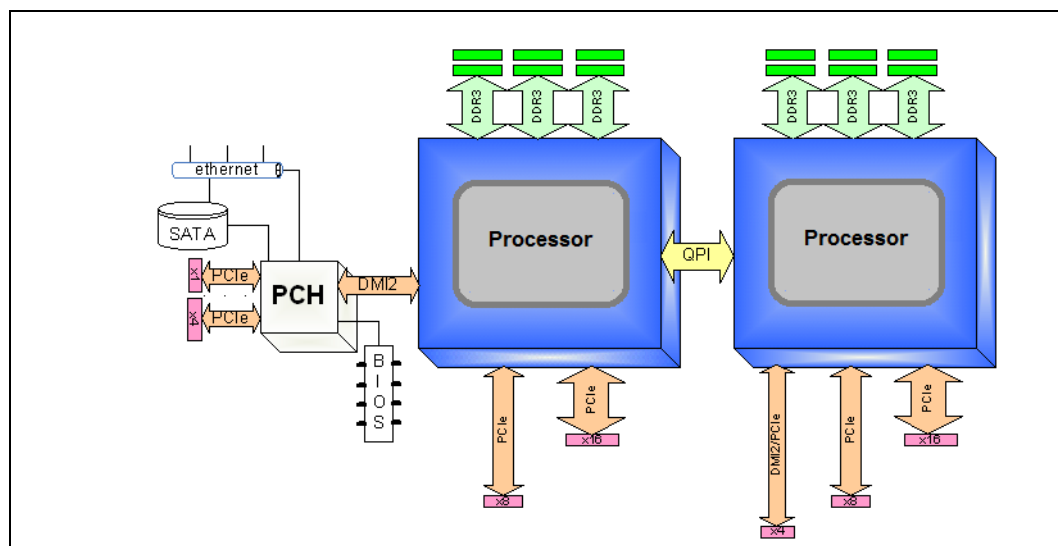 DDR3
DDR3
DDR3
DDR3
DDR3
DDR3
ethernet
SATA
Processor
Processor
QPI
x1
PCIe
PCH
DMI2
x4
PCIe
BIOS
PCIe
PCIe
x16
x8
DMI2/PCIe
PCIe
PCIe
x16
x8
x4